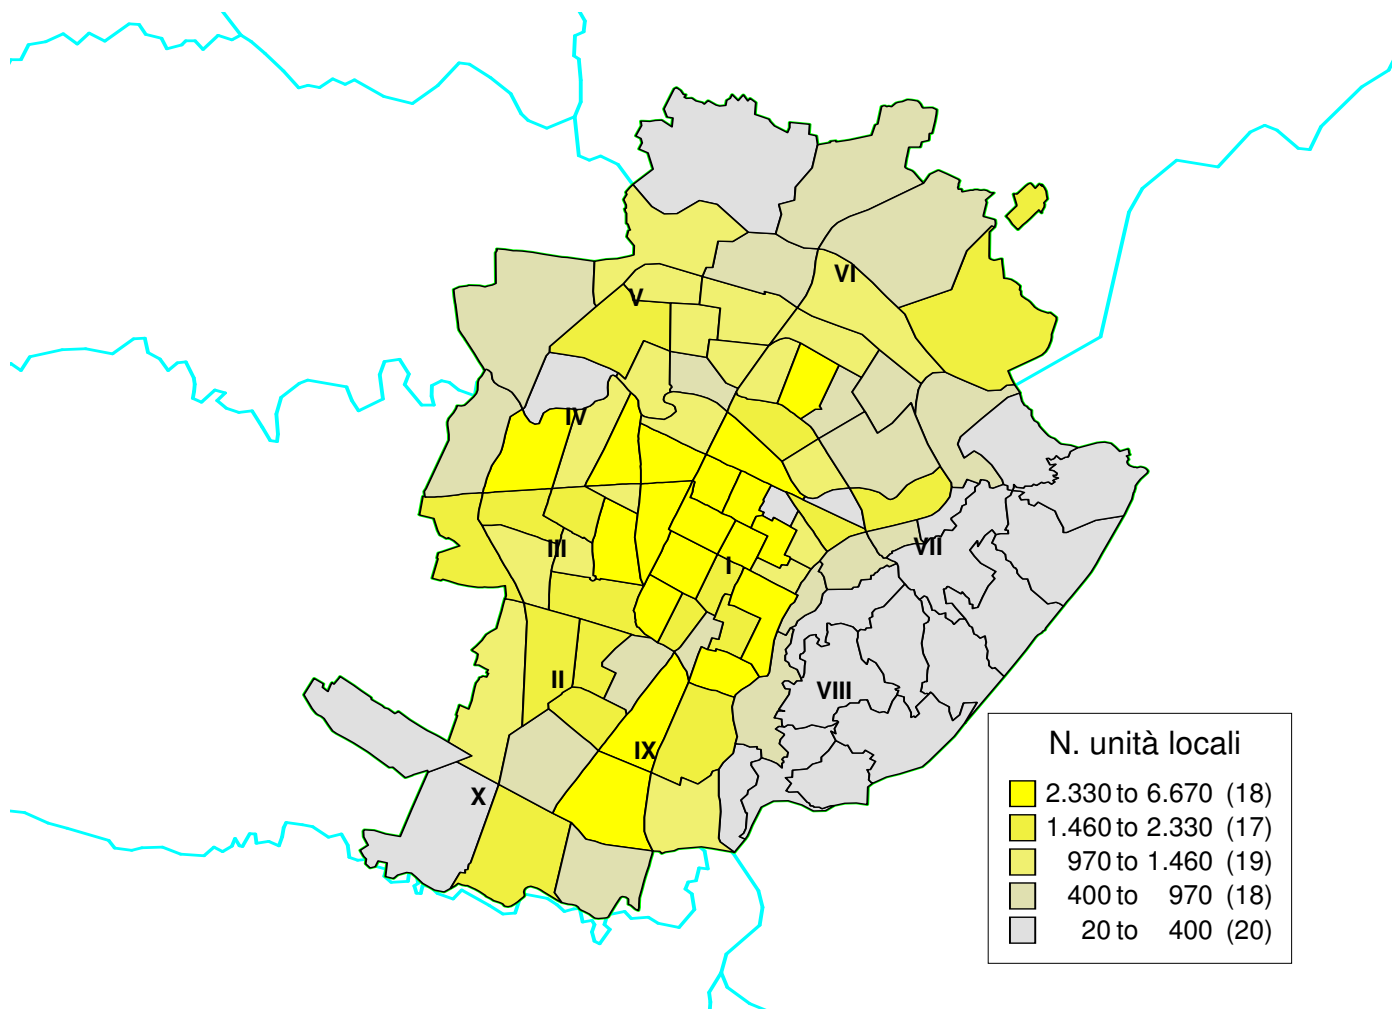 VI
V
IV
III
VII
I
II
VIII
IX
X
N. unità locali
2.330 to 6.670 (18)
1.460 to 2.330 (17)
970 to 1.460 (19)
400 to 970 (18)
20 to 400 (20)